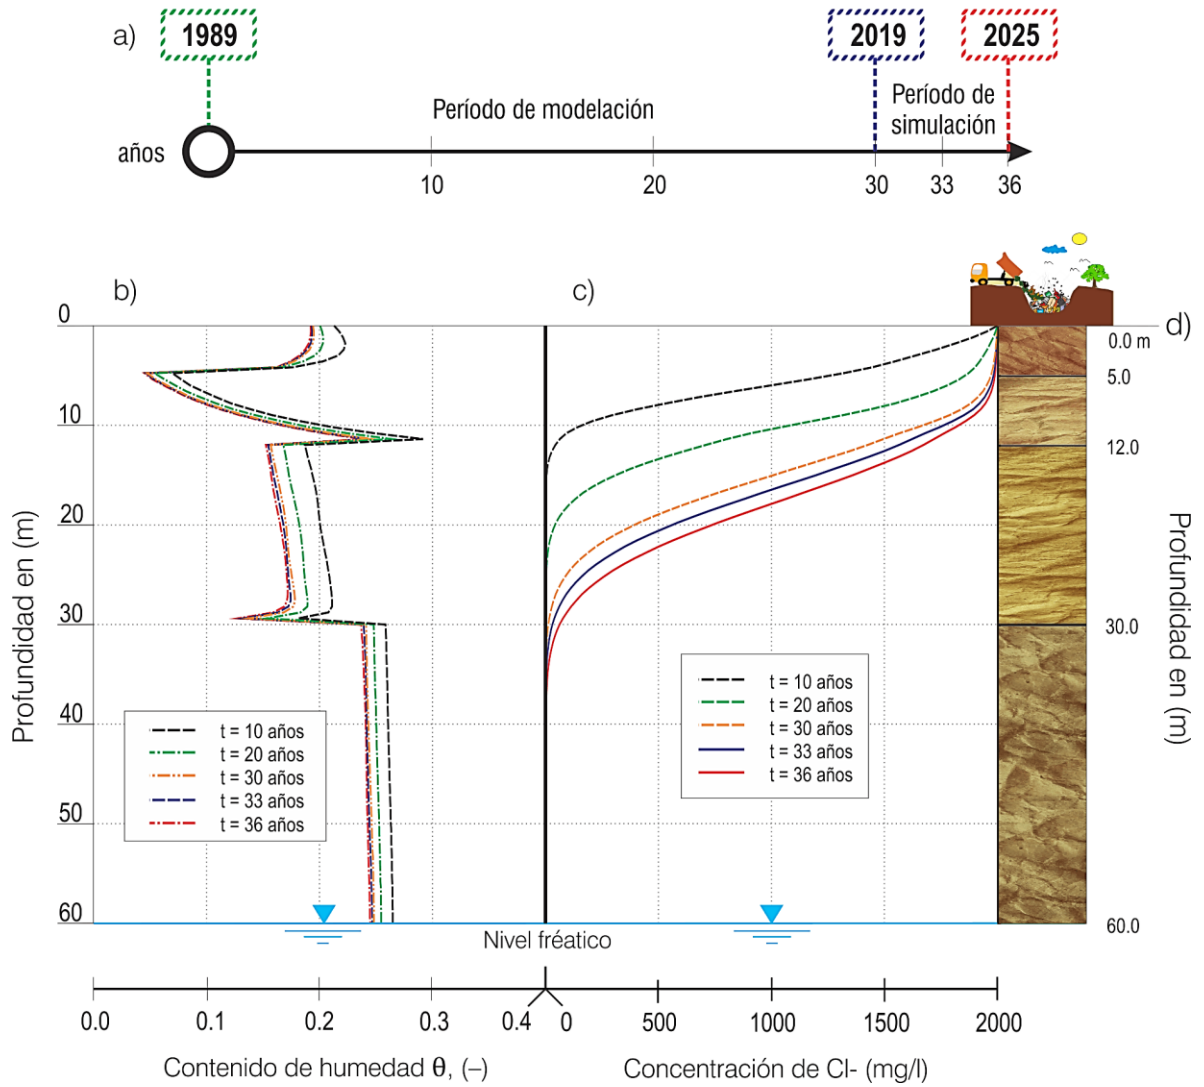 a)
1989
2019
2025
Período de modelación
Período de
simulación
años
10
20
30
33
36
b)
c)
d)
0
10
20
30
40
50
60
Profundidad en (m)
t = 10 años
t = 20 años
t = 30 años
t = 33 años
t = 36 años
t = 10 años
t = 20 años
t = 30 años
t = 33 años
t = 36 años
0.0 m
5.0
12.0
30.0
60.0
Profundidad en (m)
Nivel fréatico
0.0
0.1
0.2
0.3
0.4
0
500
1000
1500
2000
Contenido de humedad θ, (–)
Concentración de Cl- (mg/l)